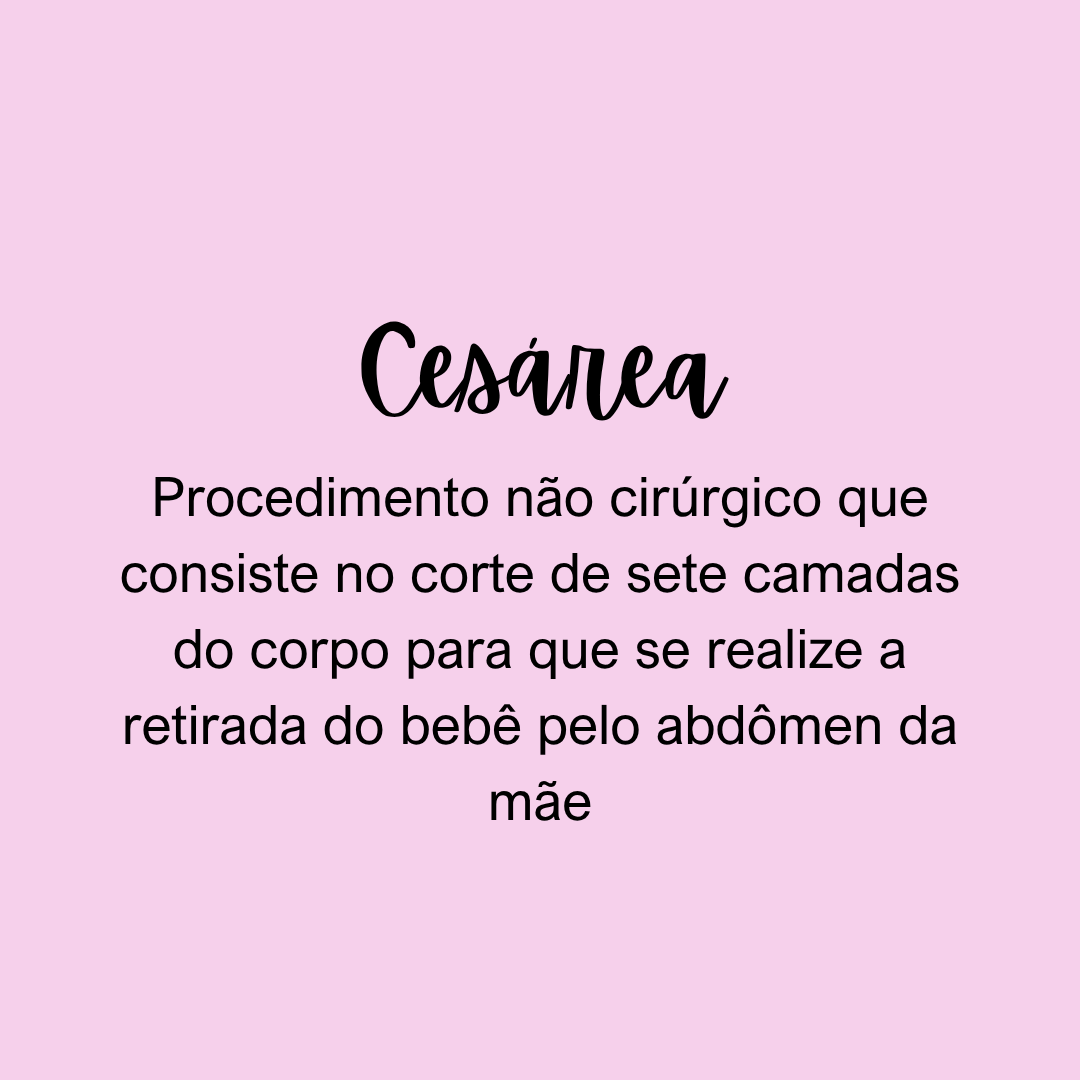 Cesárea
Procedimento não cirúrgico que
consiste no corte de sete camadas
do corpo para que se realize a
retirada do bebê pelo abdômen da
mãe